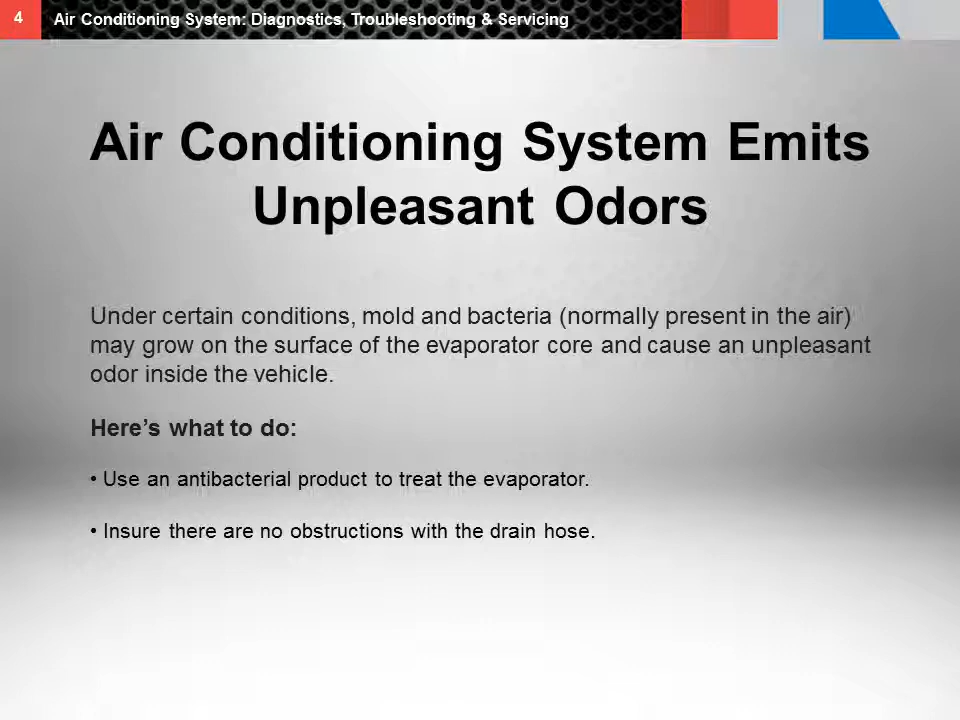 4
Air Conditioning System: Diagnostics, Troubleshooting & Servicing
Air Conditioning System Emits
Unpleasant Odors
Under certain conditions, mold and bacteria (normally present in the air)
may grow on the surface of the evaporator core and cause an unpleasant
odor inside the vehicle.
Here’s what to do:
• Use an antibacterial product to treat the evaporator.
• Insure there are no obstructions with the drain hose.